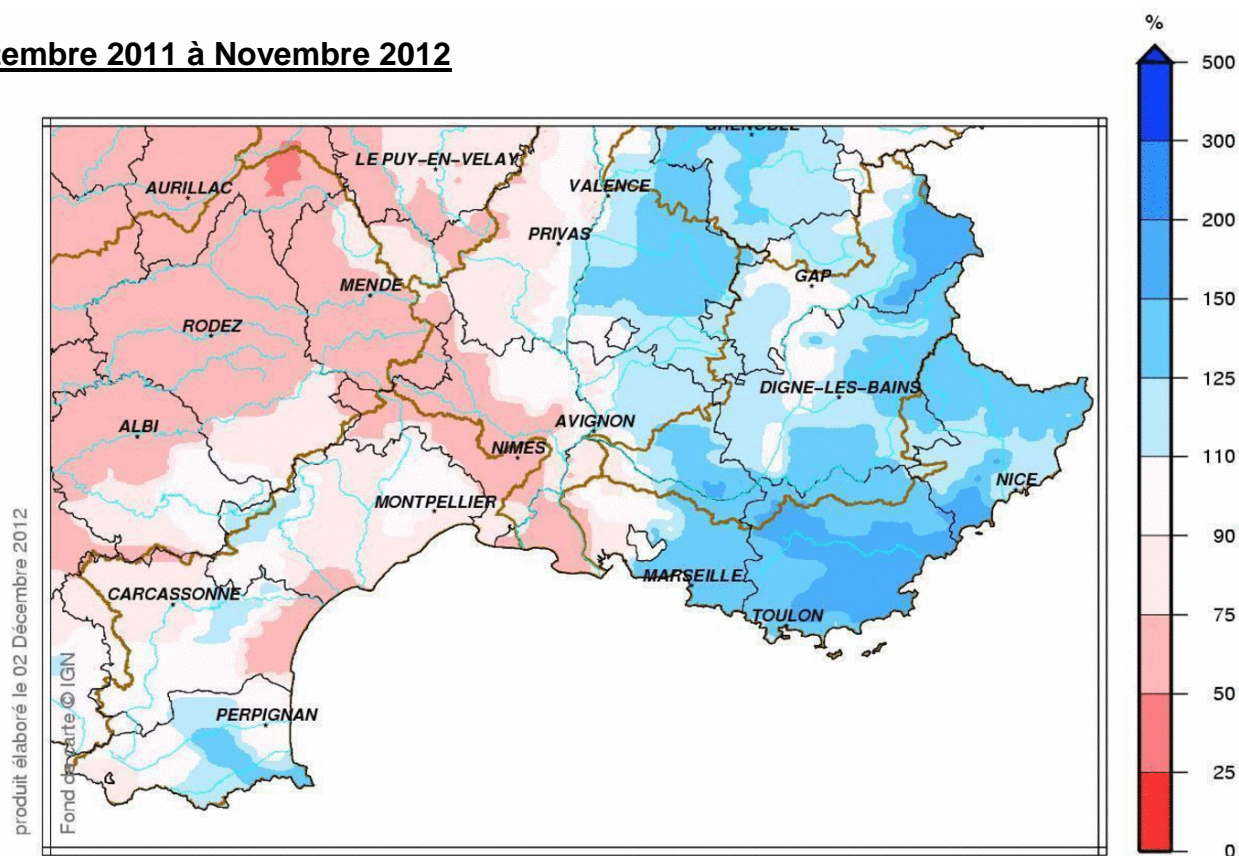 tembre 2011 à Novembre 2012
%
500
300
200
150
125
110
90
75
50
25
0
LE PUY-EN-VELAY
AURILLAC
VALENCE
PRIVAS
GAP
MENDE
RODEZ
DIGNE-LES-BAINS
ALBI
AVIGNON
NIMES
NICE
MONTPELLIER
MARSEILLE
CARCASSONNE
TOULON
PERPIGNAN
GRENOBLE
produit élaboré le 02 Décembre 2012
Fond de carte © IGN